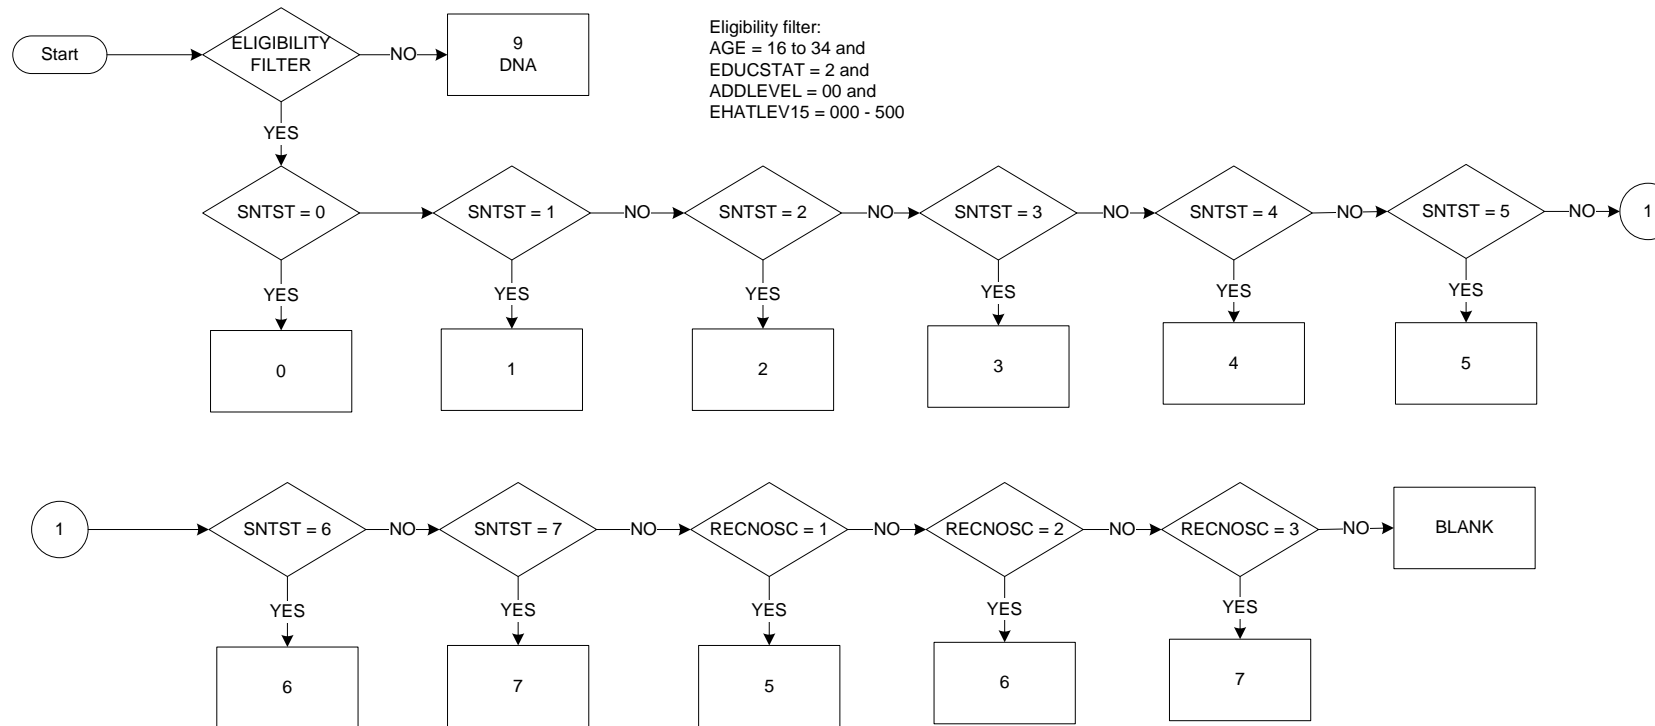 Start
ELIGIBILITY
FILTER
NO
9
DNA
Eligibility filter:
AGE = 16 to 34 and
EDUCSTAT = 2 and
ADDLEVEL = 00 and
EHATLEV15 = 000 - 500
YES
SNTST = 0
SNTST = 1
NO
SNTST = 2
NO
SNTST = 3
NO
SNTST = 4
NO
SNTST = 5
NO
1
YES
YES
YES
YES
YES
YES
0
1
2
3
4
5
1
SNTST = 6
NO
SNTST = 7
NO
RECNOSC = 1
NO
RECNOSC = 2
NO
RECNOSC = 3
NO
BLANK
YES
YES
YES
YES
YES
6
7
5
6
7